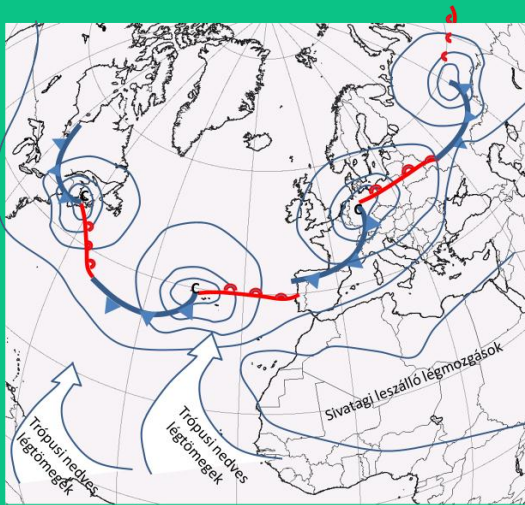 C
C
C
Sivatagi leszálló légmozgások
Trópusi nedves
légtömegek
Trópusi nedves
légtömegek